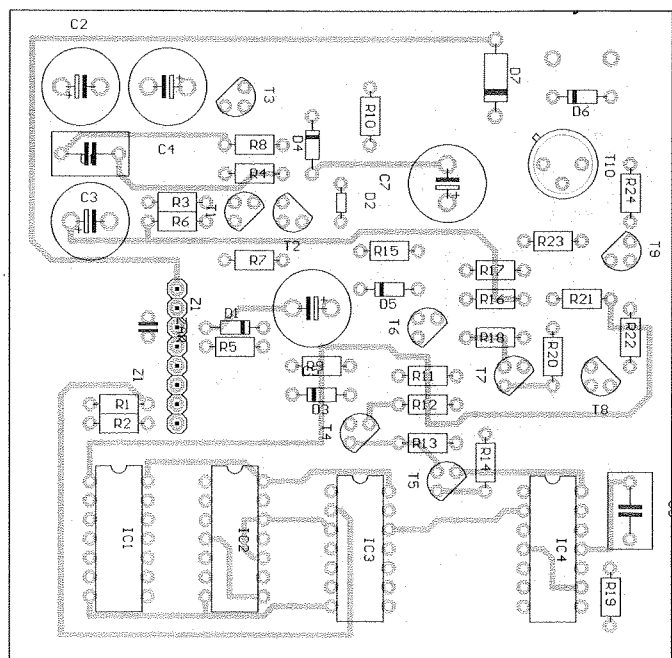 C2
T3
D7
D6
R10
R8
D4
C4
R4
C7
T10
R24
R3
T1
D2
C3
R6
T2
R23
T9
R15
R7
R17
Z1
D5
R16
R21
D1
T6
R22
R5
R18
R20
R9
Z1
R11
T7
T8
D3
R1
R12
R2
T4
R13
R14
T5
IC1
IC2
IC3
IC4
R19